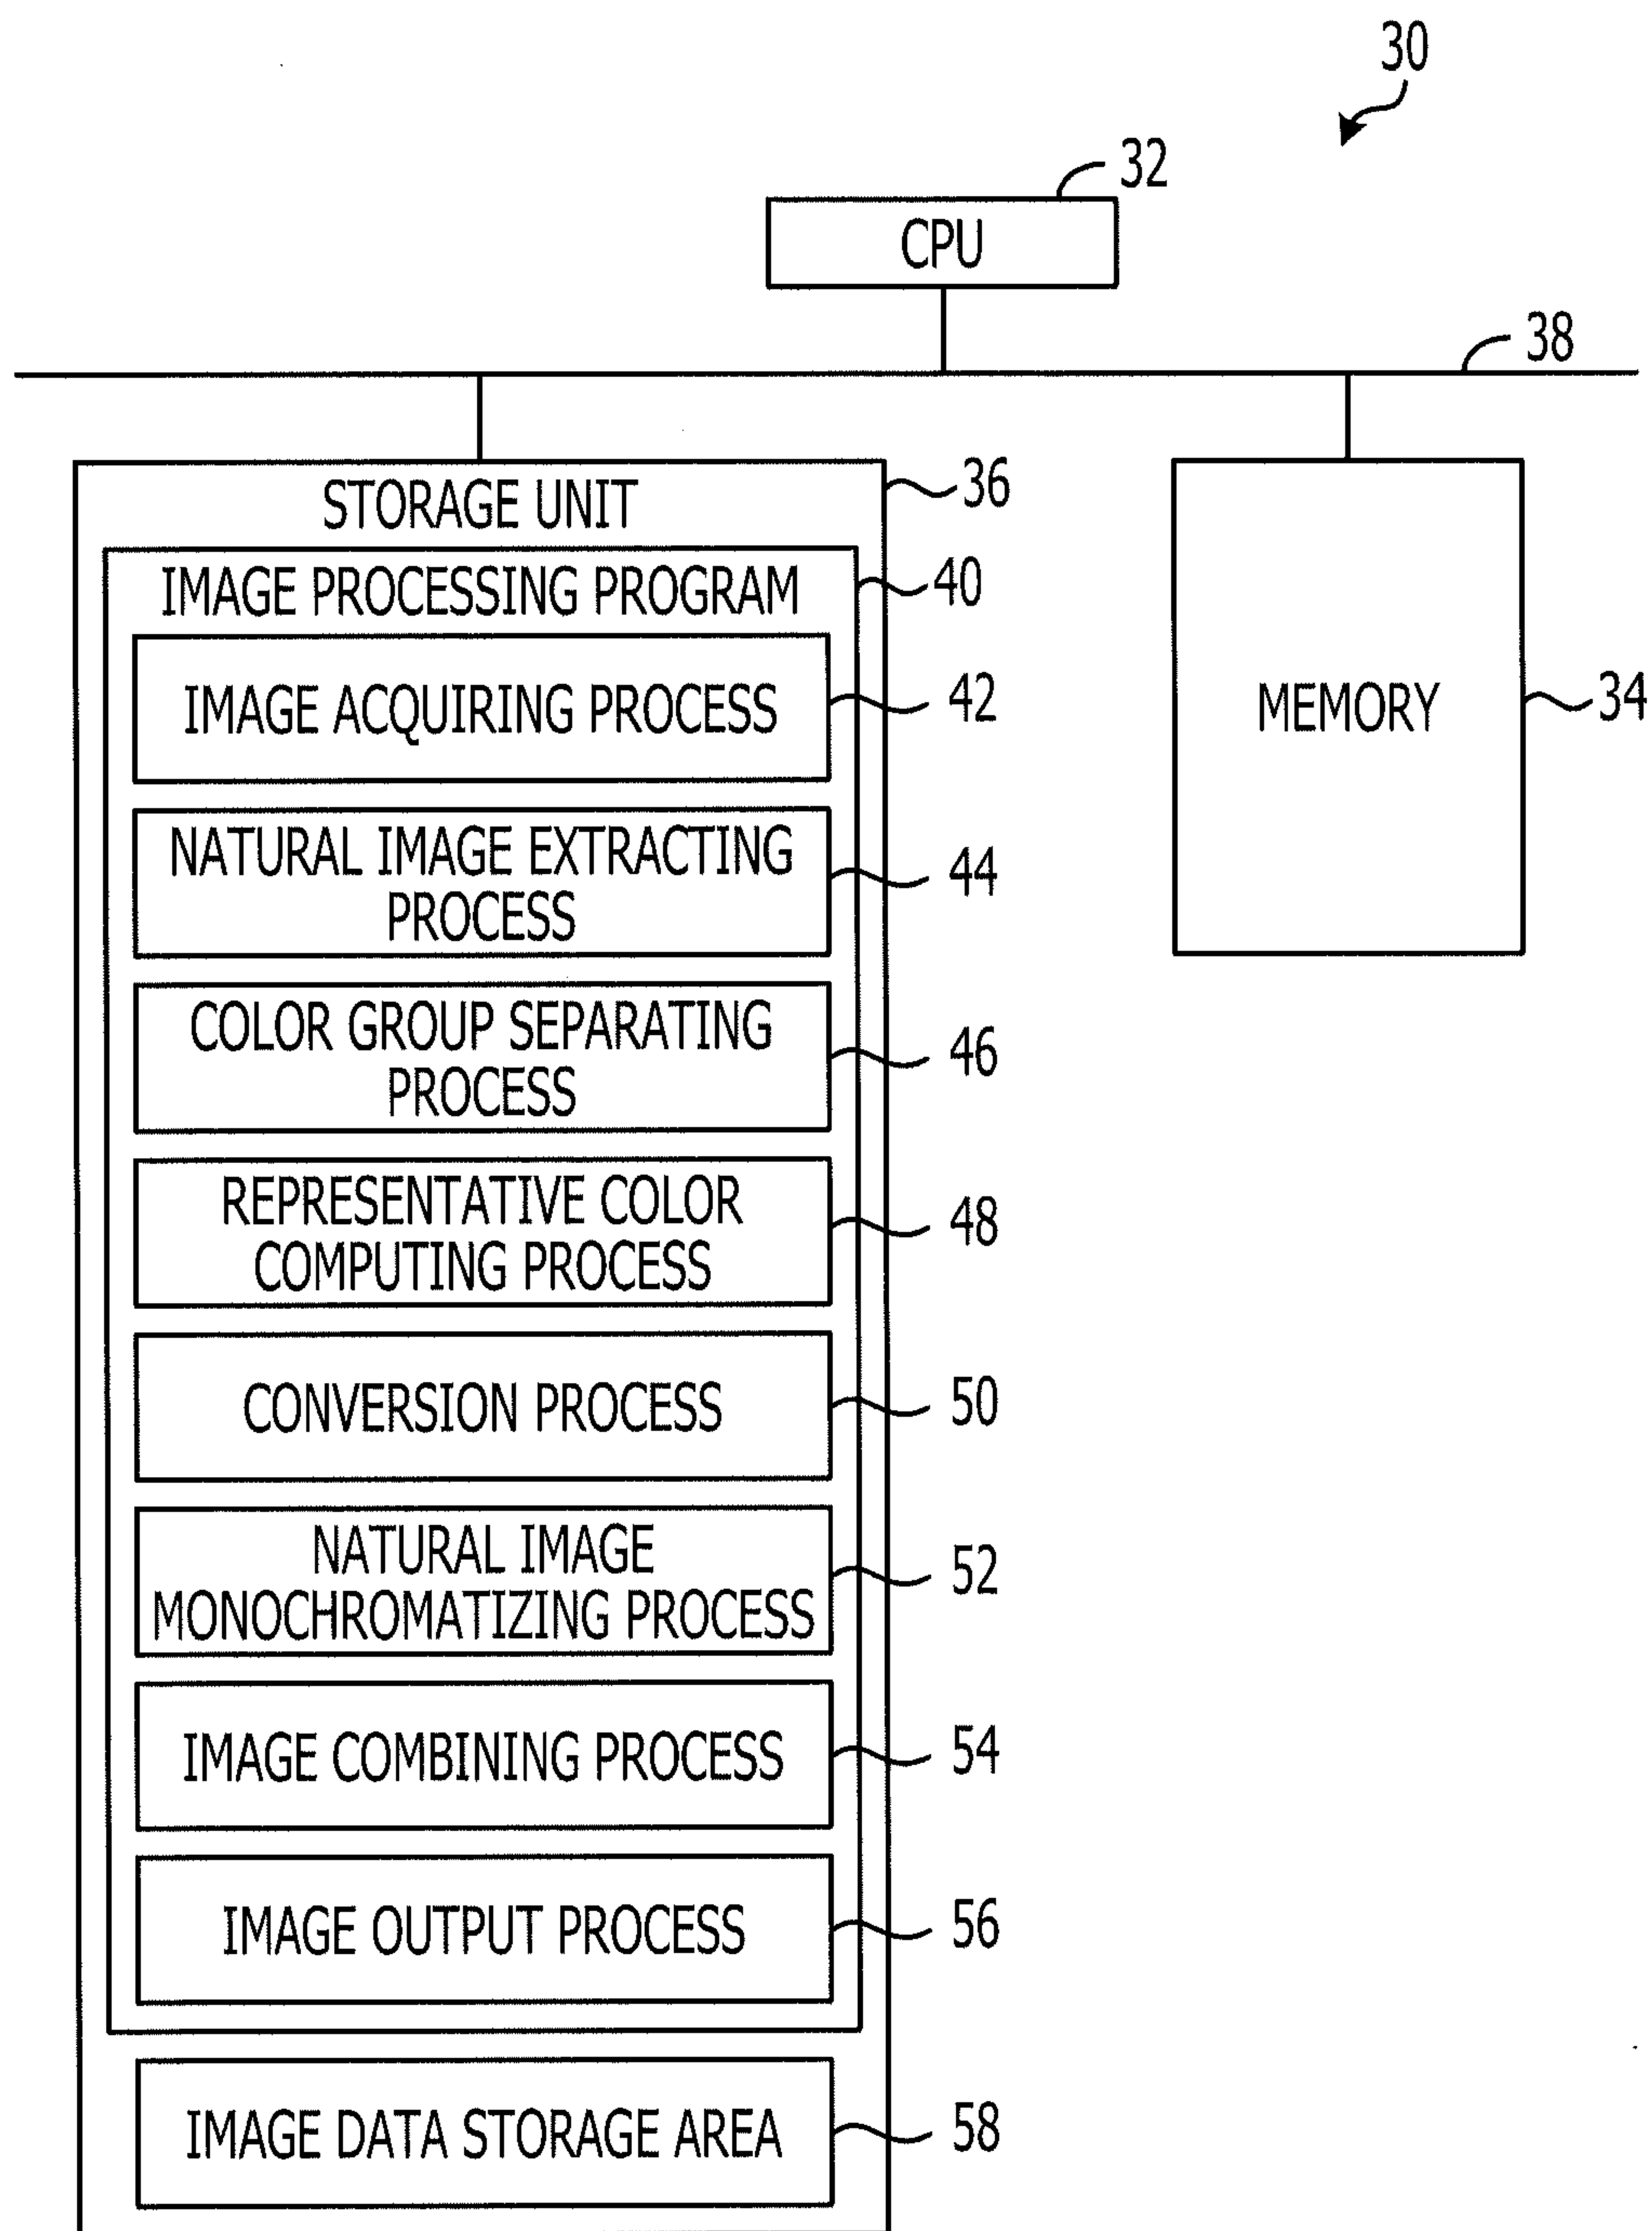 30
32
CPU
38
STORAGE UNIT
36
IMAGE PROCESSING PROGRAM
40
IMAGE ACQUIRING PROCESS
42
MEMORY
34
NATURAL IMAGE EXTRACTING
PROCESS
44
COLOR GROUP SEPARATING
PROCESS
46
REPRESENTATIVE COLOR
COMPUTING PROCESS
48
CONVERSION PROCESS
50
NATURAL IMAGE
MONOCHROMATIZING PROCESS
52
IMAGE COMBINING PROCESS
54
IMAGE OUTPUT PROCESS
56
IMAGE DATA STORAGE AREA
58